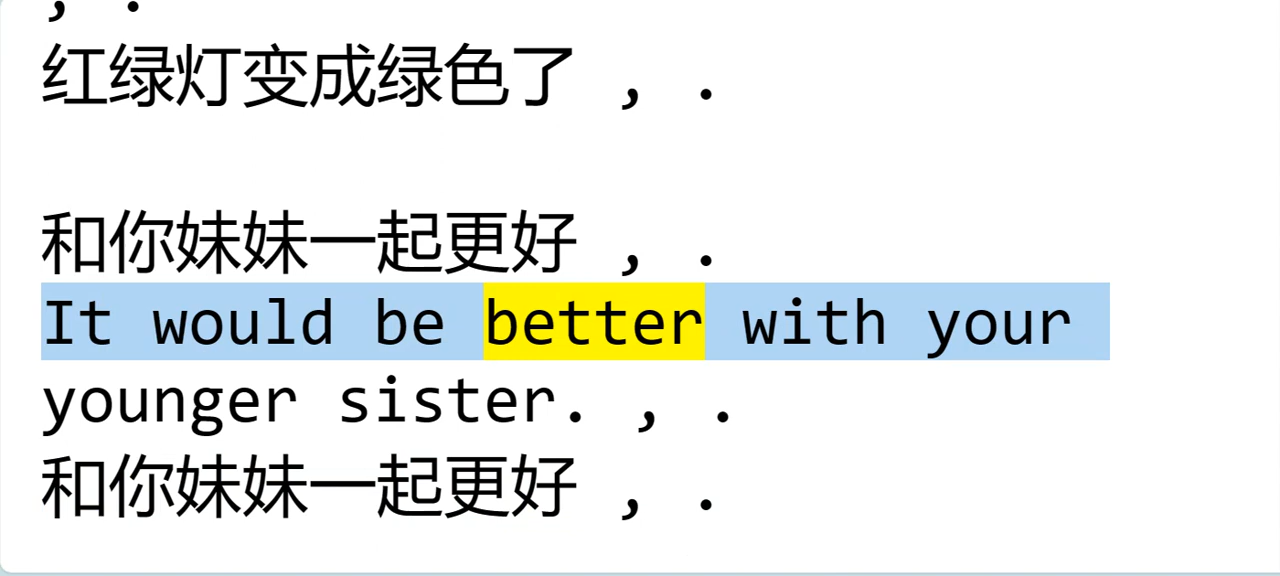 , .
红绿灯变成绿色了 , .
和你妹妹一起更好 , .
It would be better with your
younger sister. , .
和你妹妹一起更好 , .